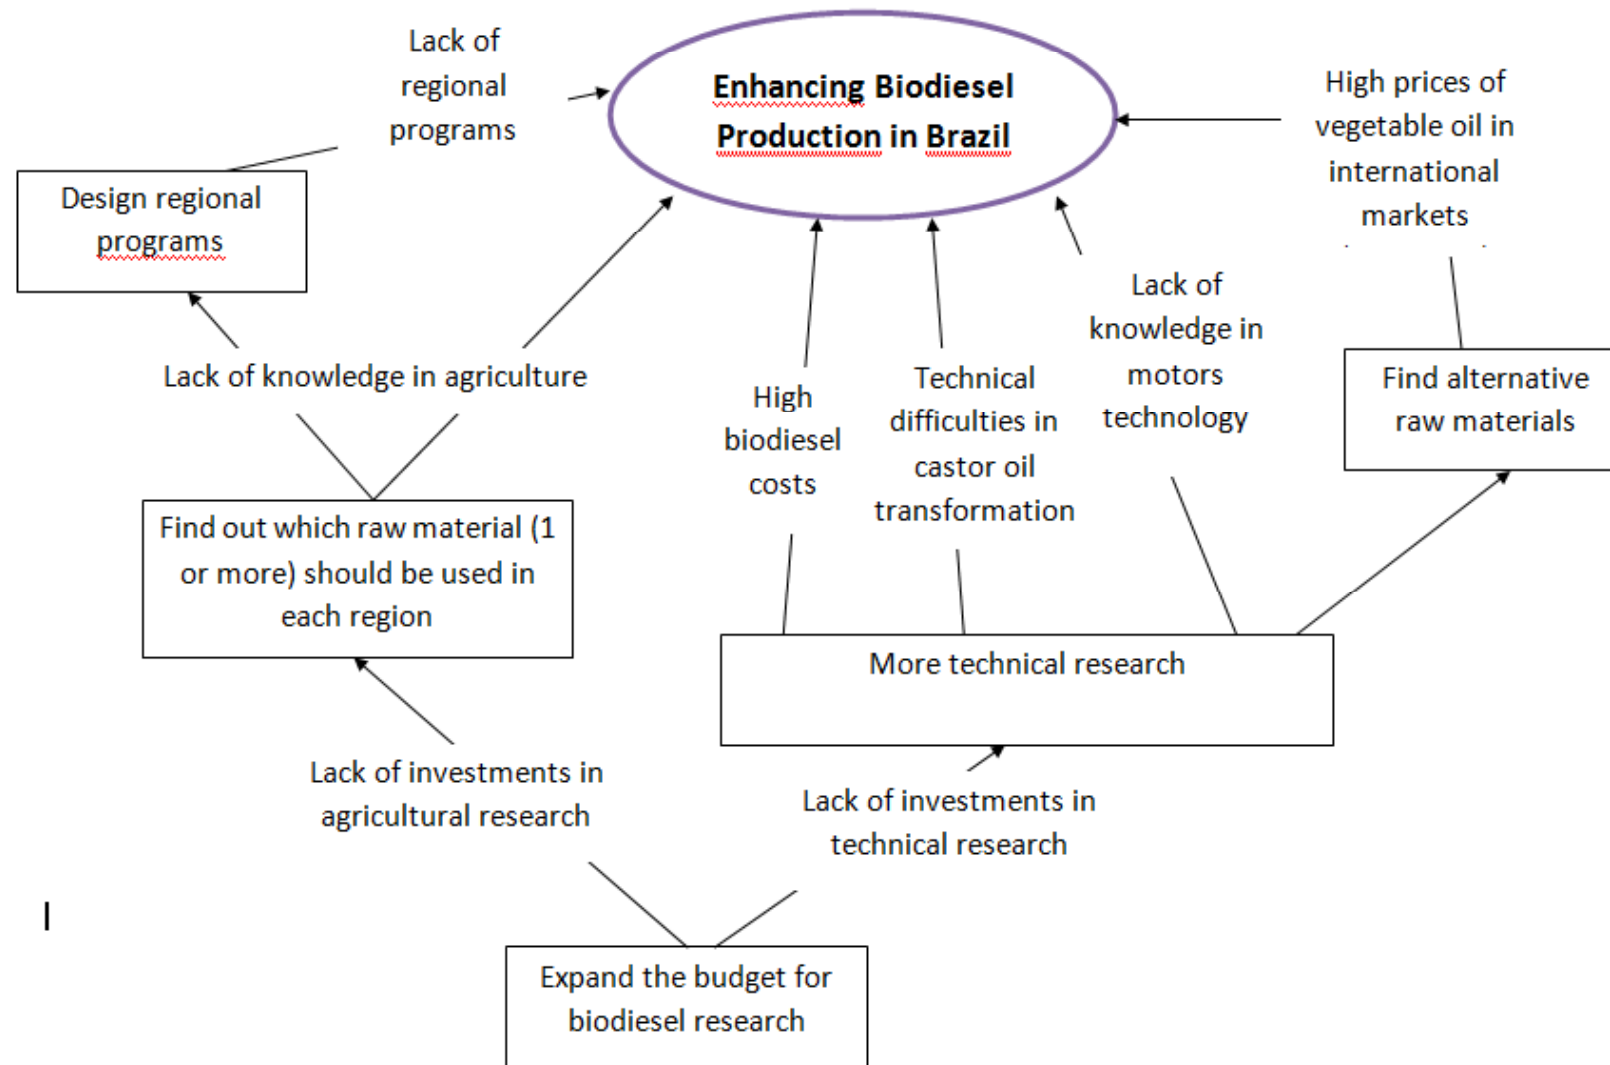 Lack of
regional
programs
Enhancing Biodiesel
Production in Brazil
High prices of
vegetable oil in
international
markets
Design regional
programs
Lack of knowledge in agriculture
High
biodiesel
costs
Technical
difficulties in
castor oil
transformation
Lack of
knowledge in
motors
technology
Find alternative
raw materials
Find out which raw material (1
or more) should be used in
each region
More technical research
Lack of investments in
agricultural research
Lack of investments in
technical research
Expand the budget for
biodiesel research